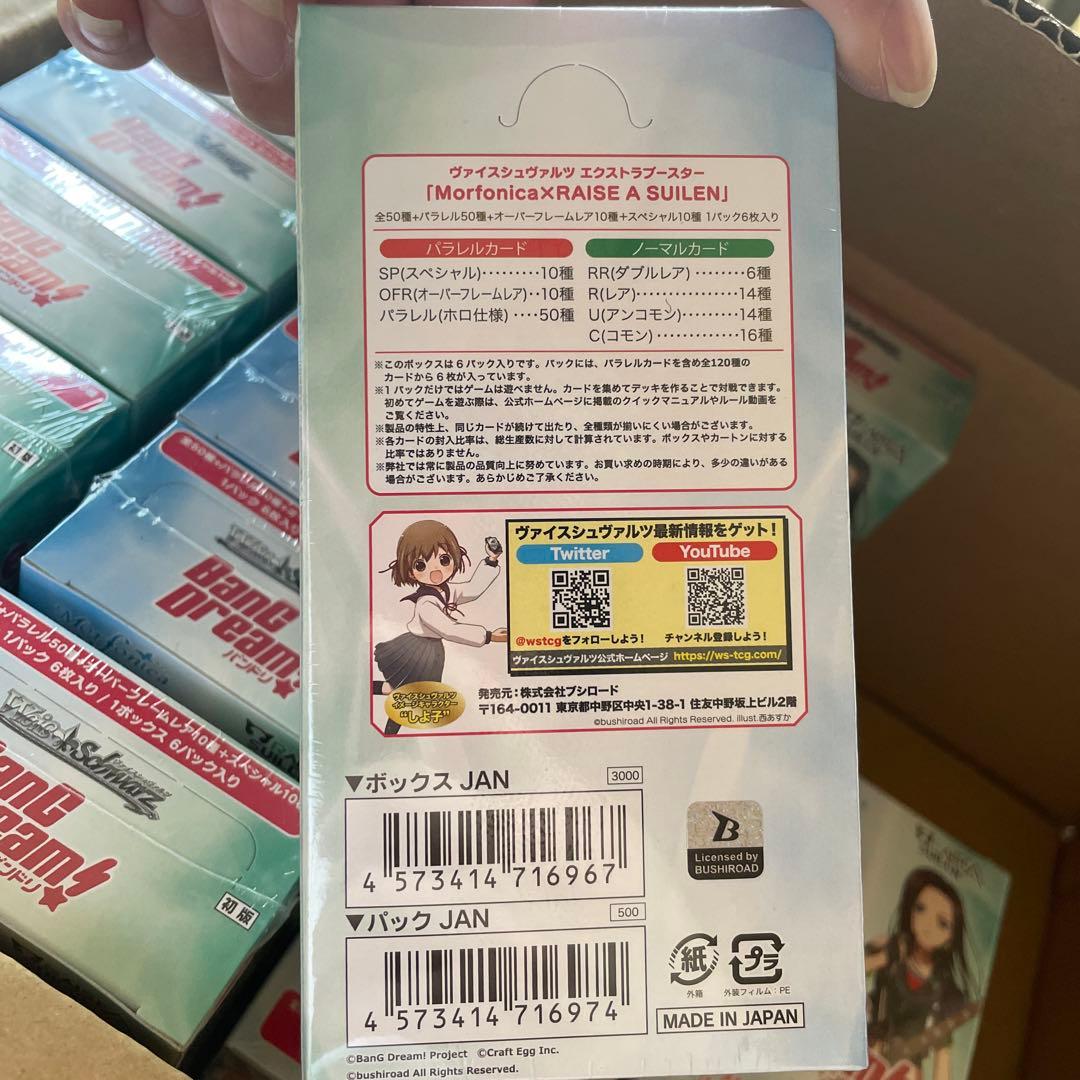 ヴァイスシュヴァルツ エクストラブースター
「Morfonica×RAISE A SUILEN」
全50種+パラレル50種+オーバーフレームレア10種+スペシャル10種 1パック6枚入り
パラレルカード
SP(スペシャル)………10種
OFR(オーバーフレームレア)‥10種
パラレル(ホロ仕様)‥‥50種
ノーマルカード
RR(ダブルレア)………6種
R(レア)……………14種
U(アンコモン)…………14種
C(コモン)……………16種
※このボックスは6パック入りです。パックには、パラレルカードを含め全120種の
カードから6枚が入っています。
※1パックだけではゲームは遊べません。カードを集めてデッキを作ることで対戦できます。
初めてゲームを遊ぶ際は、公式ホームページに掲載のクイックマニュアルやルール動画を
ご覧ください。
※製品の特性上、同じカードが続けて出たり、全種類が揃いにくい場合がございます。
※各カードの封入比率は、総生産数に対して計算されています。ボックスやカートンに対する
比率ではありません。
※弊社では常に製品の品質向上に努めています。お買い求めの時期により、多少の違いがある
場合がございます。あらかじめご了承ください。
ヴァイスシュヴァルツ最新情報をゲット!
Twitter
YouTube
@wstcgをフォローしよう!
チャンネル登録しよう!
ヴァイスシュヴァルツ公式ホームページ https://ws-tcg.com/
ヴァイスシュヴァルツ
イメージキャラクター
“しよ子”
発売元:株式会社ブシロード
〒164-0011 東京都中野区中央1-38-1 住友中野坂上ビル2階
©bushiroad All Rights Reserved. illust.西あすか
▼ボックス JAN
3000
4 573414 716967
▼パック JAN
500
4 573414 716974
B
Licensed by
BUSHIROAD
紙
外箱
プラ
外装フィルム:PE
MADE IN JAPAN
©BanG Dream! Project ©Craft Egg Inc.
©bushiroad All Rights Reserved.
BanG
Dream!
初版
Weiß Schwarz
BanG
Dream!
バンドリ!
1パック6枚入り/1ボックス6パック入り
Weiß Schwarz
初版